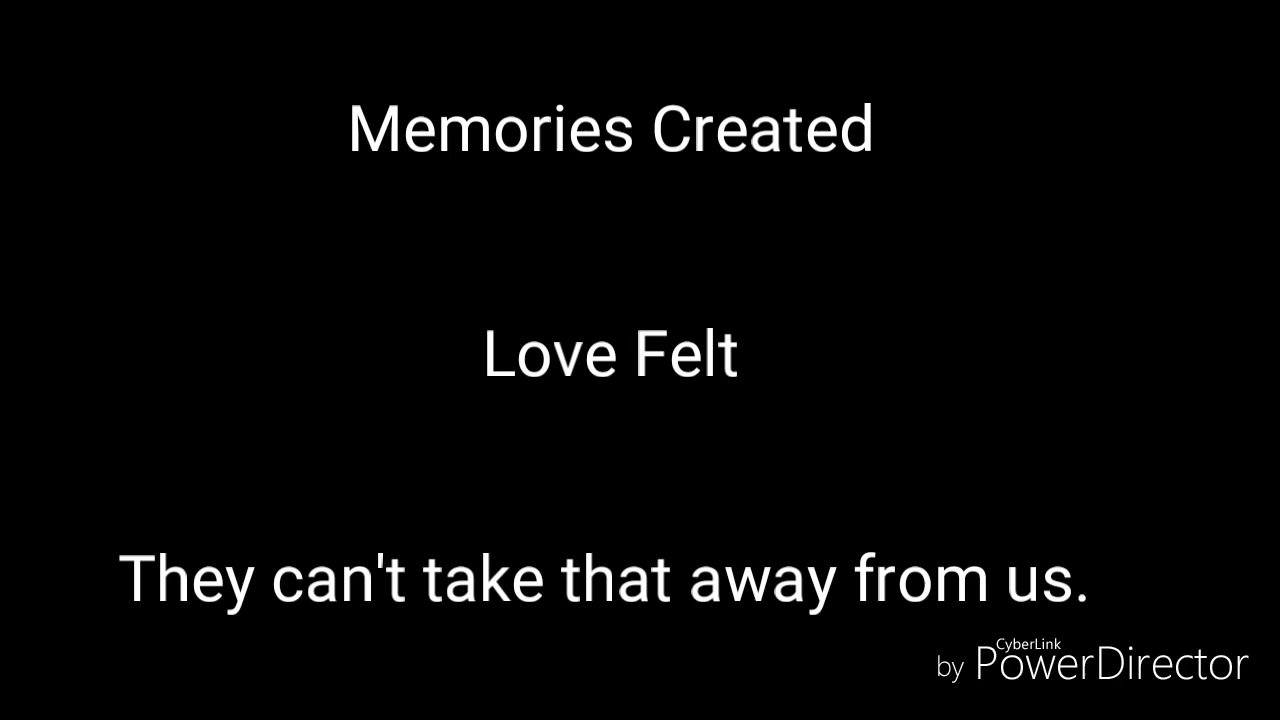 Memories Created
Love Felt
They can't take that away from us.
by CyberLink PowerDirector